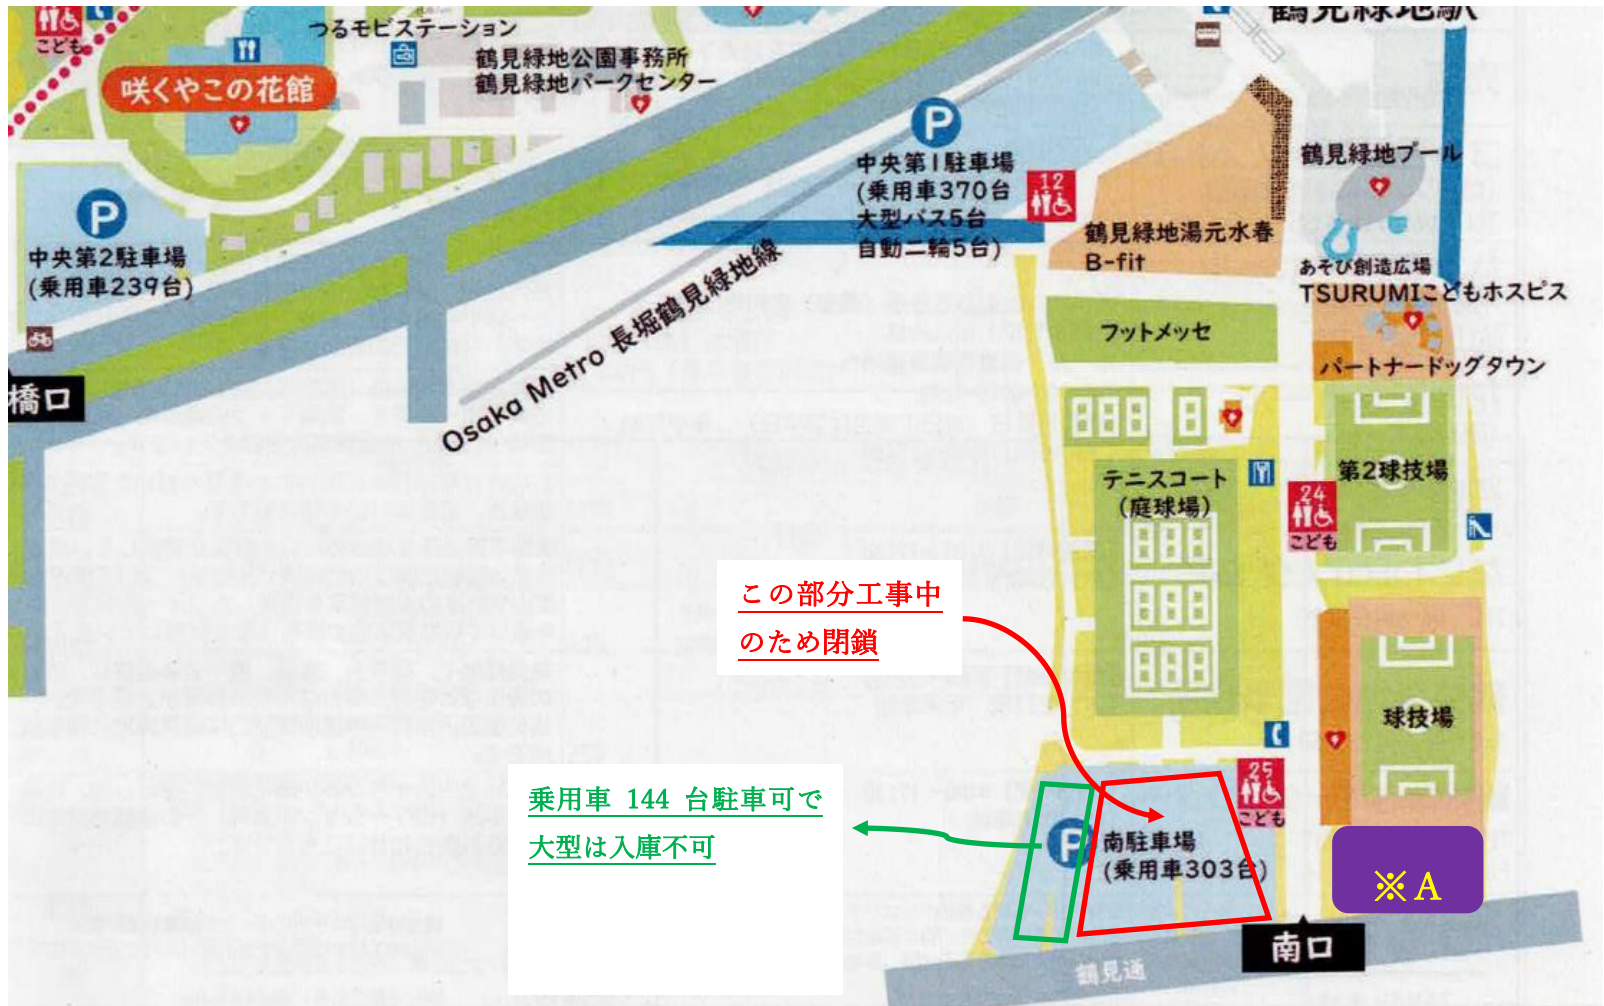 鶴見緑地駅
こども
つるモビステーション
咲くやこの花館
鶴見緑地公園事務所
鶴見緑地パークセンター
P
中央第1駐車場
(乗用車370台
大型バス5台
自動二輪5台)
12
鶴見緑地プール
P
中央第2駐車場
(乗用車239台)
鶴見緑地湯元水春
B-fit
あそび創造広場
TSURUMIこどもホスピス
Osaka Metro 長堀鶴見緑地線
フットメッセ
パートナードッグタウン
橋口
テニスコート
(庭球場)
第2球技場
24
こども
この部分工事中
のため閉鎖
球技場
乗用車 144 台駐車可で
大型は入庫不可
25
こども
P
南駐車場
(乗用車303台)
※A
南口
鶴見通